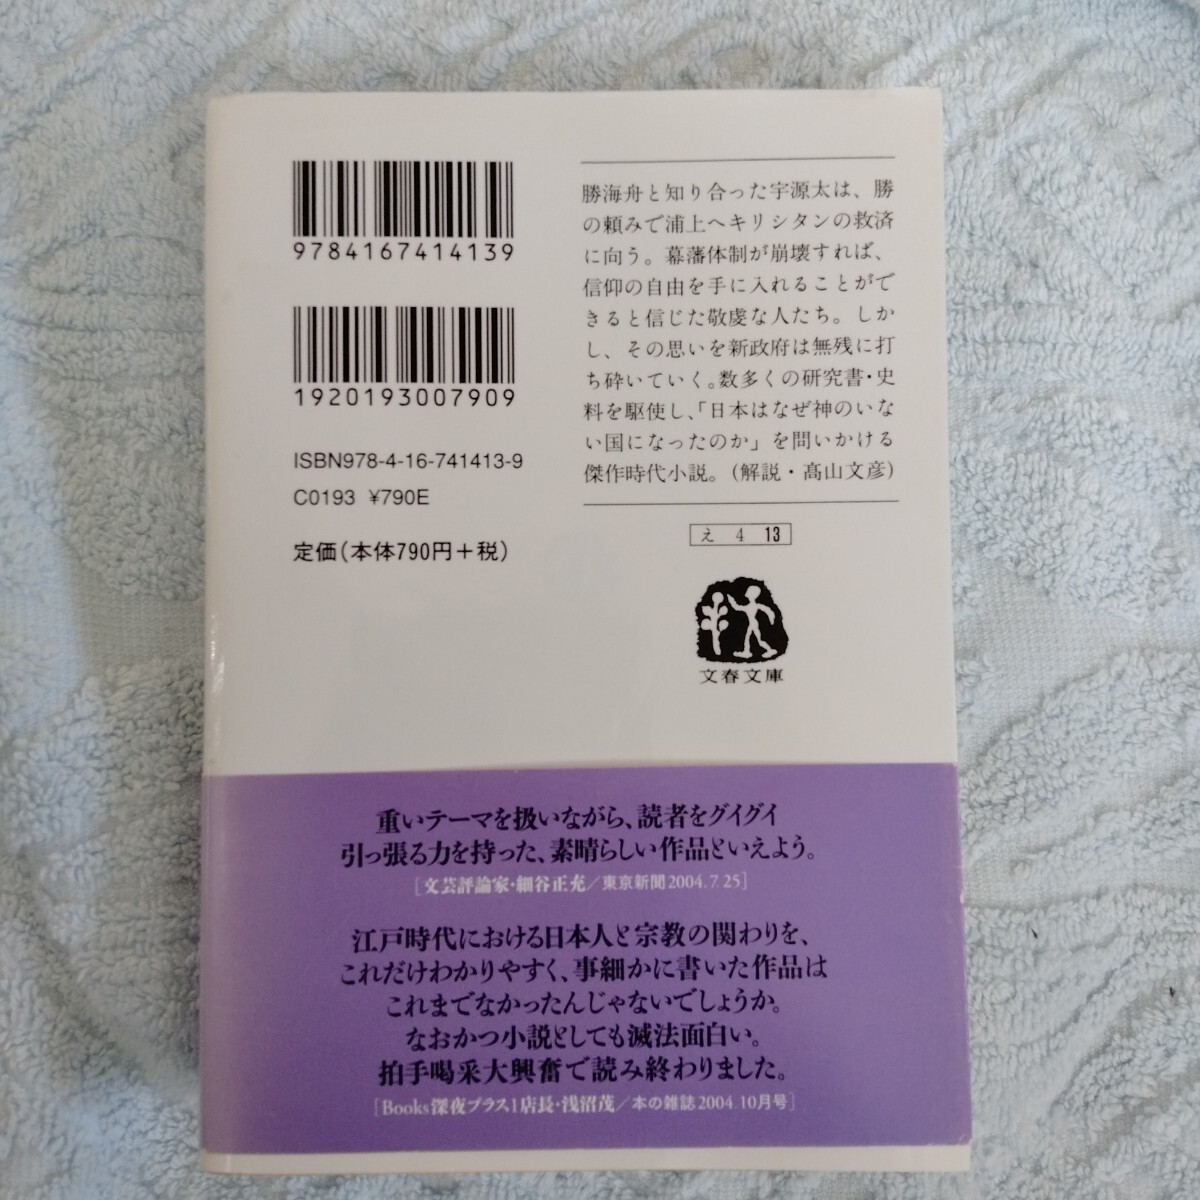 9784167414139
1920193007909
ISBN978-4-16-741413-9
C0193 ¥790E
定価(本体790円+税)
勝海舟と知り合った宇源太は、勝
の頼みで浦上へキリシタンの救済
に向う。幕藩体制が崩壊すれば、
信仰の自由を手に入れることがで
きると信じた敬虔な人たち。しか
し、その思いを新政府は無残に打
ち砕いていく。数多くの研究書・史
料を駆使し、「日本はなぜ神のいな
い国になったのか」を問いかける
傑作時代小説。(解説・髙山文彦)
え 4 13
文春文庫
重いテーマを扱いながら、読者をグイグイ
引っ張る力を持った、素晴らしい作品といえよう。
[文芸評論家・細谷正充/東京新聞2004.7.25]
江戸時代における日本人と宗教の関わりを、
これだけわかりやすく、事細かに書いた作品は
これまでなかったんじゃないでしょうか。
なおかつ小説としても滅法面白い。
拍手喝采大興奮で読み終わりました。
[Books深夜プラス1店長・浅沼茂/本の雑誌2004.10月号]